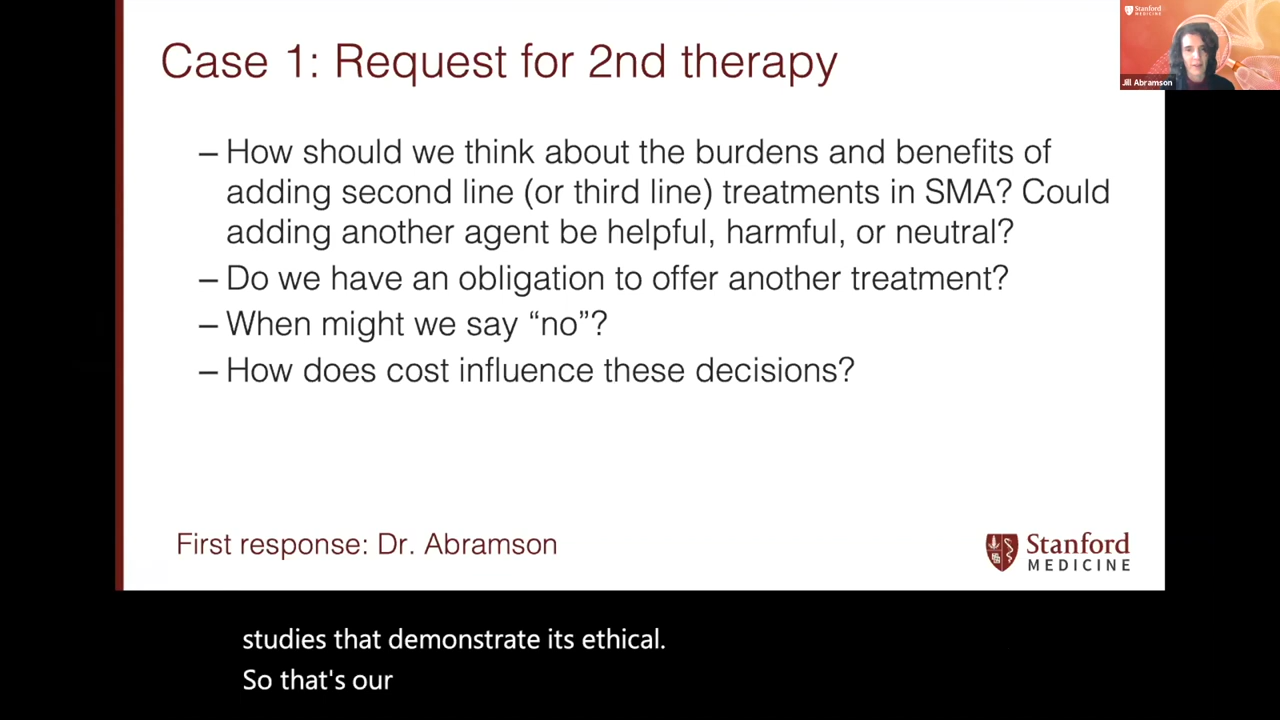 Case 1: Request for 2nd therapy
Stanford
MEDICINE
Jill Abramson
– How should we think about the burdens and benefits of
adding second line (or third line) treatments in SMA? Could
adding another agent be helpful, harmful, or neutral?
– Do we have an obligation to offer another treatment?
– When might we say “no”?
– How does cost influence these decisions?
First response: Dr. Abramson
Stanford
MEDICINE
studies that demonstrate its ethical.
So that's our